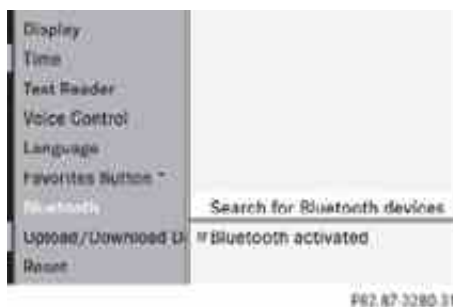 Display
Time
Text Reader
Voice Control
Language
Favorites Button
Bluetooth
Search for Bluetooth devices
Upload/Download D
Bluetooth activated
Reset
P82.87-3280-31